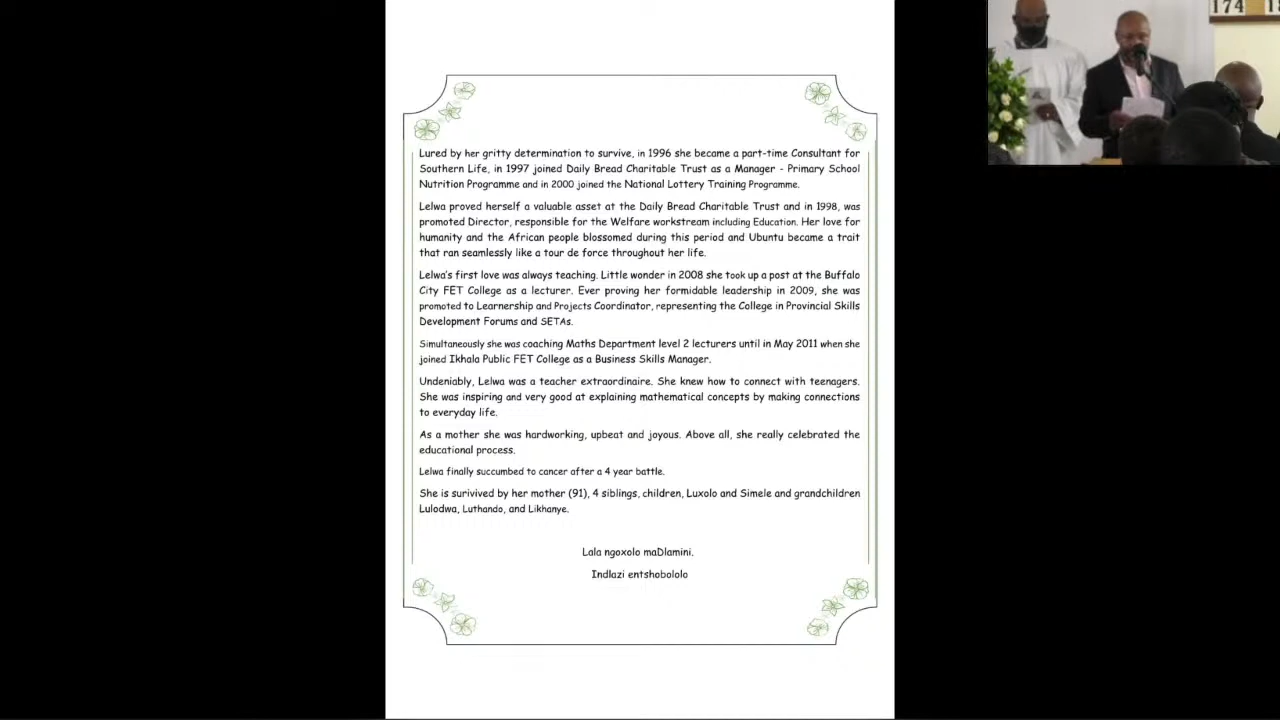 Lured by her gritty determination to survive, in 1996 she became a part-time Consultant for
Southern Life, in 1997 joined Daily Bread Charitable Trust as a Manager - Primary School
Nutrition Programme and in 2000 joined the National Lottery Training Programme.
Lelwa proved herself a valuable asset at the Daily Bread Charitable Trust and in 1998, was
promoted Director, responsible for the Welfare workstream including Education. Her love for
humanity and the African people blossomed during this period and Ubuntu became a trait
that ran seamlessly like a tour de force throughout her life.
Lelwa's first love was always teaching. Little wonder in 2008 she took up a post at the Buffalo
City FET College as a lecturer. Ever proving her formidable leadership in 2009, she was
promoted to Learnership and Projects Coordinator, representing the College in Provincial Skills
Development Forums and SETAs.
Simultaneously she was coaching Maths Department level 2 lecturers until in May 2011 when she
joined Ikhala Public FET College as a Business Skills Manager.
Undeniably, Lelwa was a teacher extraordinaire. She knew how to connect with teenagers.
She was inspiring and very good at explaining mathematical concepts by making connections
to everyday life.
As a mother she was hardworking, upbeat and joyous. Above all, she really celebrated the
educational process.
Lelwa finally succumbed to cancer after a 4 year battle.
She is surivived by her mother (91), 4 siblings, children, Luxolo and Simele and grandchildren
Lulodwa, Luthando, and Likhanye.
Lala ngoxolo maDlamini.
Indlazi entshobololo
174